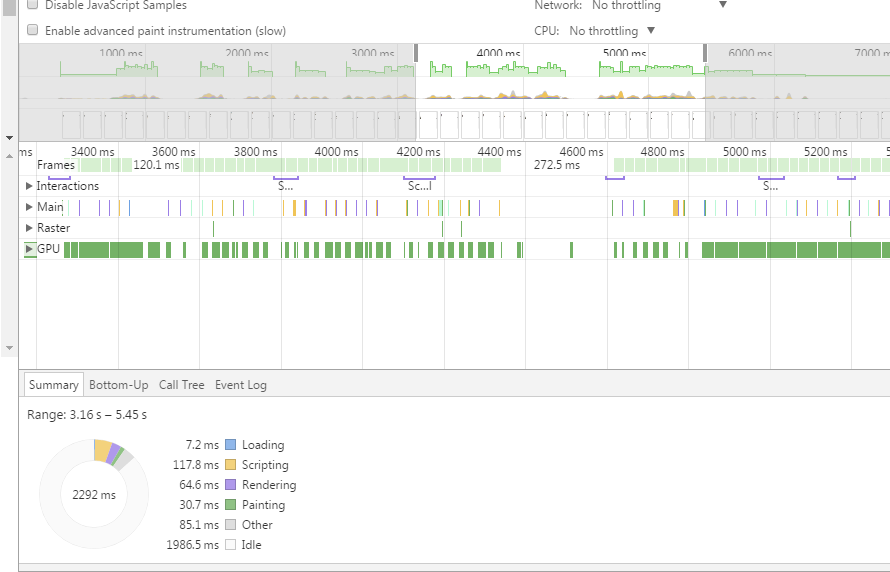 Disable JavaScript Samples Network: No throttling
Enable advanced paint instrumentation (slow) CPU: No throttling
1000 ms 2000 ms 3000 ms 4000 ms 5000 ms 6000 ms 7000 m
ms 3400 ms 3600 ms 3800 ms 4000 ms 4200 ms 4400 ms 4600 ms 4800 ms 5000 ms 5200 ms 5
Frames 120.1 ms 272.5 ms
Interactions S... Sc...l S...
Main
Raster
GPU
Summary Bottom-Up Call Tree Event Log
Range: 3.16 s – 5.45 s
7.2 ms Loading
117.8 ms Scripting
64.6 ms Rendering
2292 ms
30.7 ms Painting
85.1 ms Other
1986.5 ms Idle